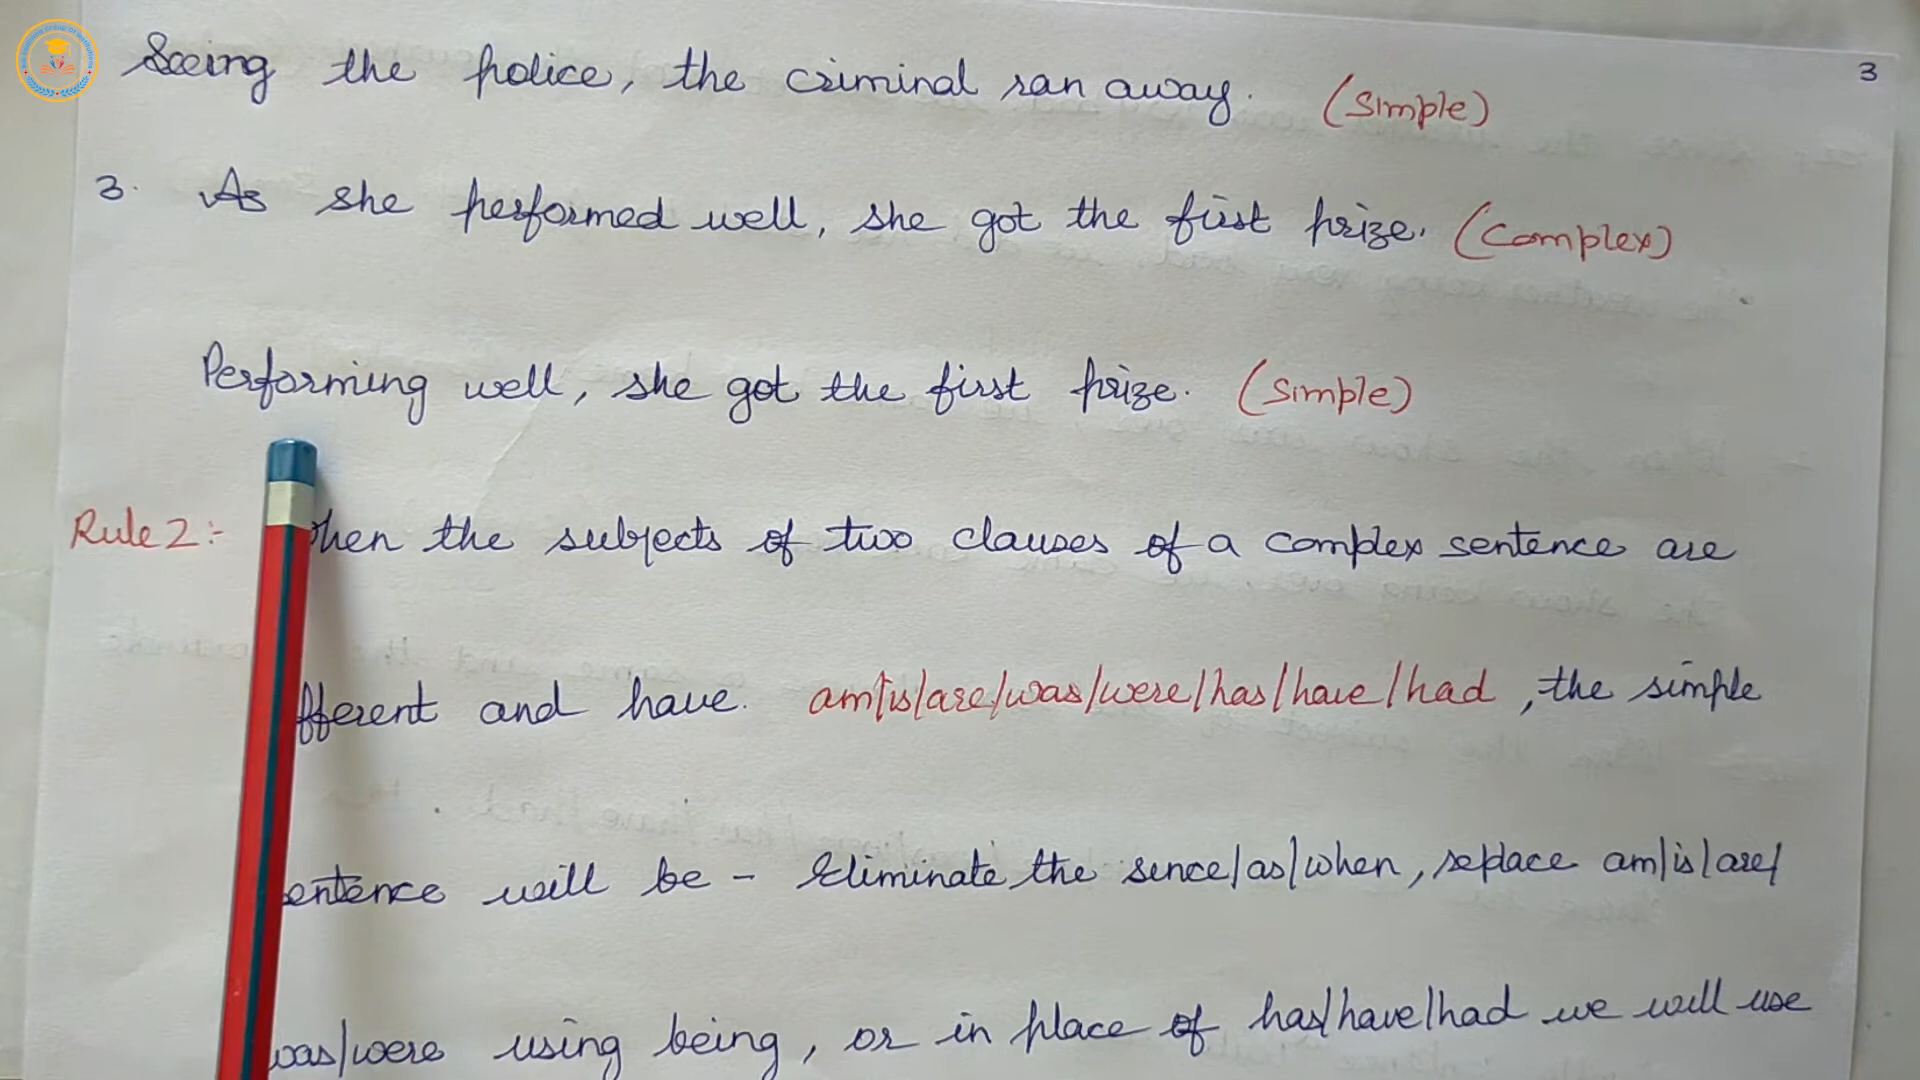 Seeing the police, the criminal ran away. (Simple)
3
3. As she performed well, she got the first prize. (Complex)
Performing well, she got the first prize. (Simple)
Rule 2:- hen the subjects of two clauses of a complex sentence are
fferent and have. am/is/are/was/were/has/have/had, the simple
entence will be - Eliminate the sence/as/when, replace am/is/are/
was/were using being, or in place of has/have/had we will use